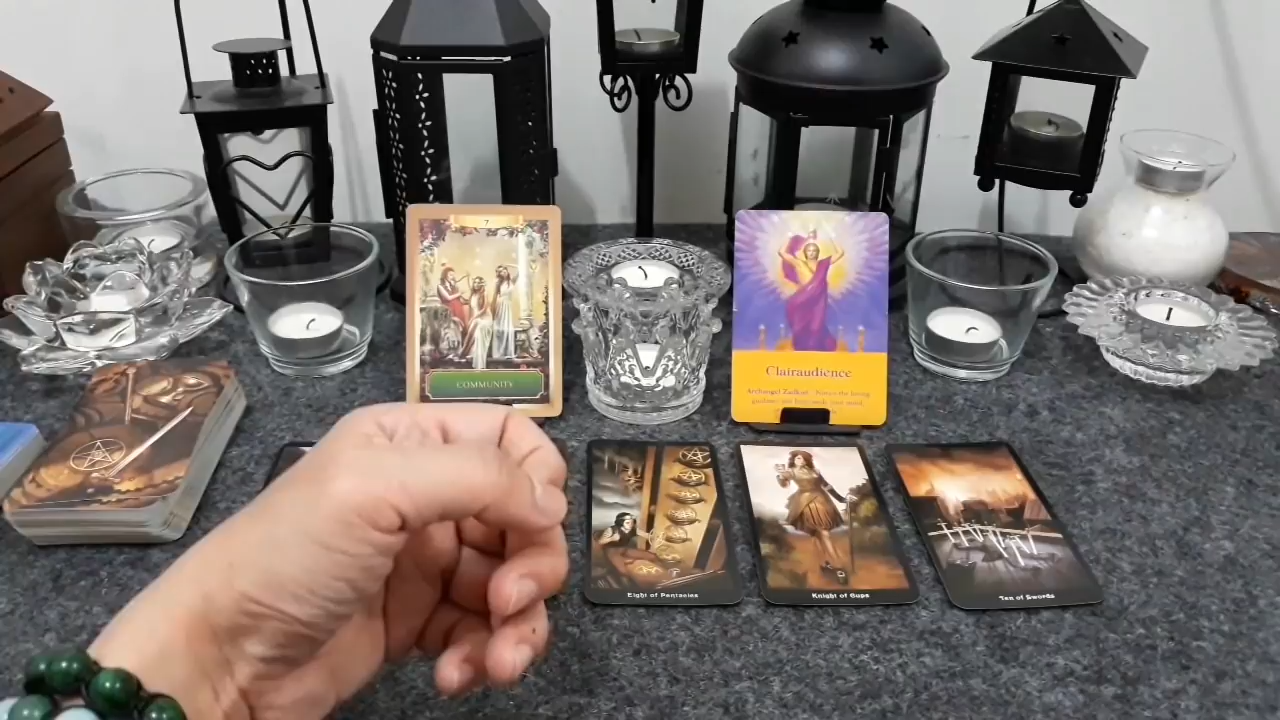 7
COMMUNITY
Clairaudience
Archangel Zadkiel:
Eight of Pentacles
Knight of Cups
Ten of Swords